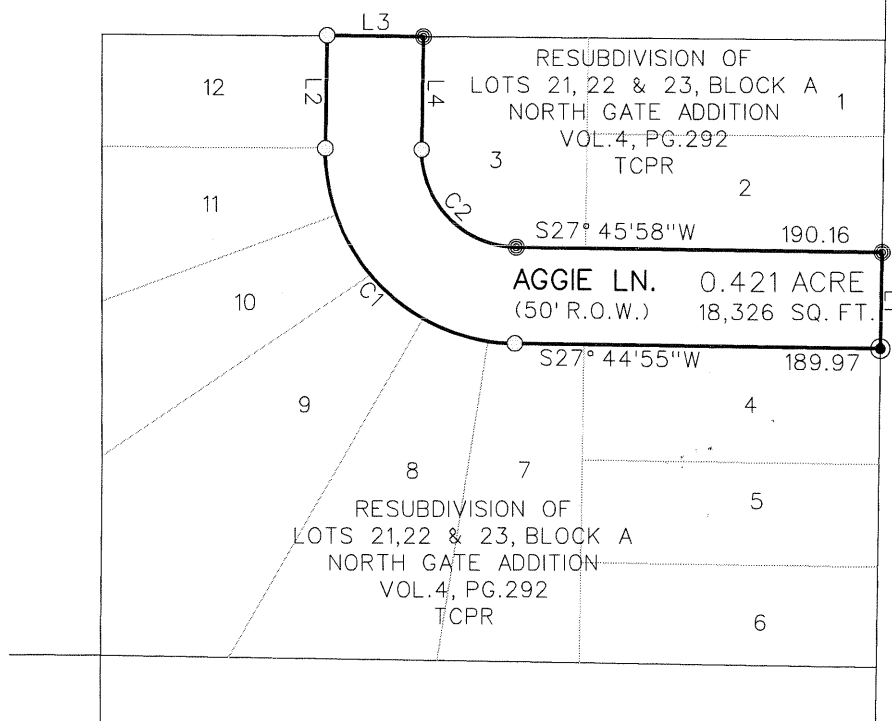 L3
RESUBDIVISION OF
LOTS 21, 22 & 23, BLOCK A
NORTH GATE ADDITION
VOL.4, PG.292
TCPR
12
L2
L4
1
3
2
11
C2
S27° 45'58"W 190.16
AGGIE LN. 0.421 ACRE
(50' R.O.W.) 18,326 SQ. FT.
10
C1
S27° 44'55"W 189.97
9
4
8
7
5
RESUBDIVISION OF
LOTS 21,22 & 23, BLOCK A
NORTH GATE ADDITION
VOL.4, PG.292
TCPR
6